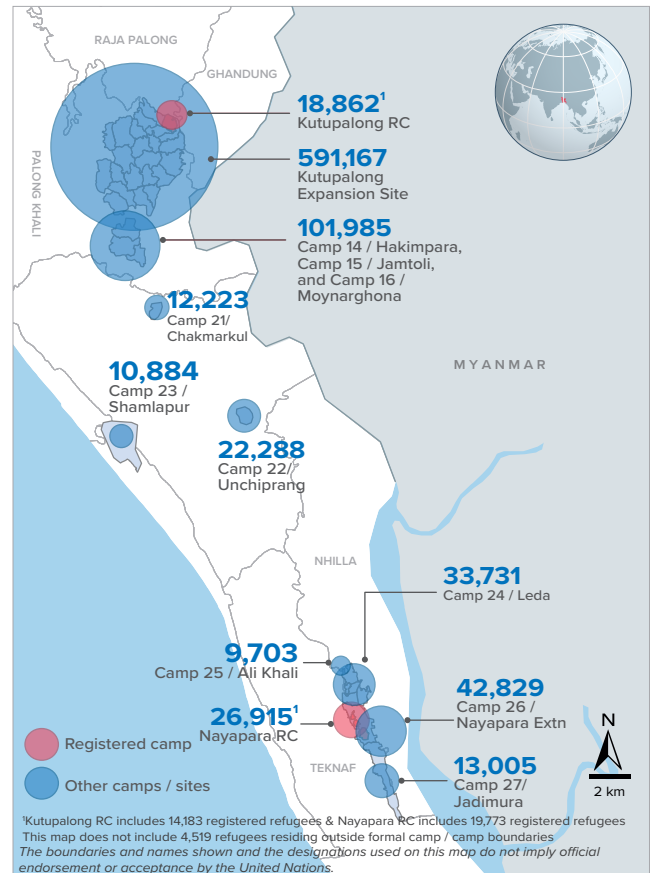 RAJA PALONG
GHANDUNG
PALONG KHALI
18,862¹
Kutupalong RC
591,167
Kutupalong
Expansion Site
101,985
Camp 14 / Hakimpara,
Camp 15 / Jamtoli,
and Camp 16 /
Moynarghona
12,223
Camp 21/
Chakmarkul
10,884
Camp 23 /
Shamlapur
MYANMAR
22,288
Camp 22/
Unchiprang
NHILLA
33,731
Camp 24 / Leda
9,703
Camp 25 / Ali Khali
42,829
Camp 26 /
Nayapara Extn
26,915¹
Nayapara RC
N
2 km
Registered camp
Other camps / sites
TEKNAF
13,005
Camp 27/
Jadimura
¹Kutupalong RC includes 14,183 registered refugees & Nayapara RC includes 19,773 registered refugees
This map does not include 4,519 refugees residing outside formal camp / camp boundaries
The boundaries and names shown and the designations used on this map do not imply official
endorsement or acceptance by the United Nations.